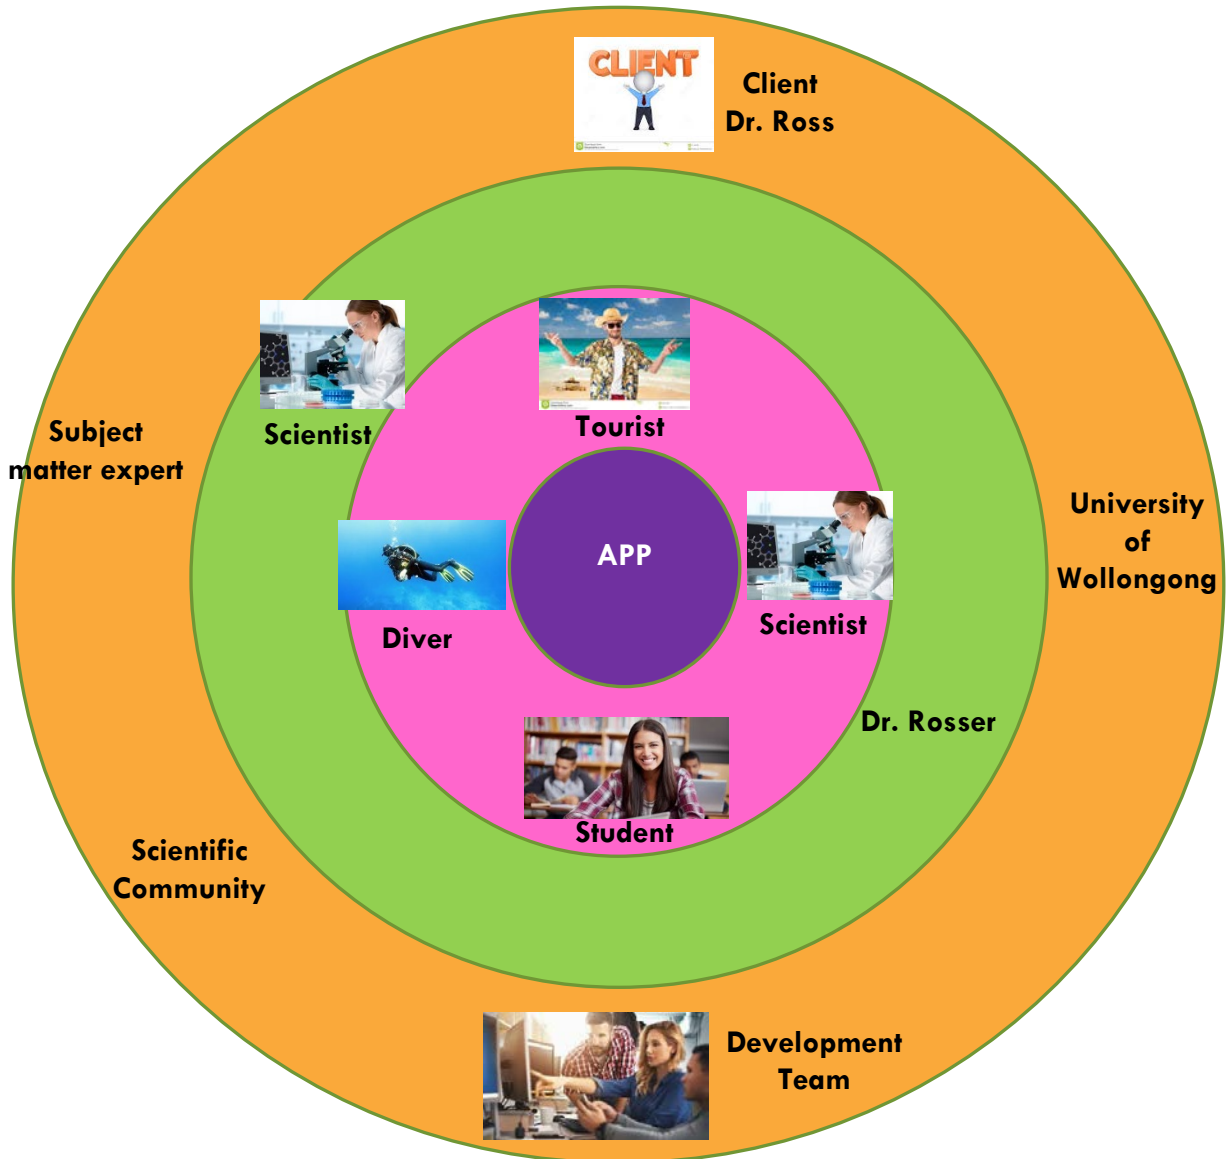 CLIENT
Client
Dr. Ross
Tourist
Scientist
Subject
matter expert
APP
University
of
Wollongong
Scientist
Diver
Dr. Rosser
Student
Scientific
Community
Development
Team